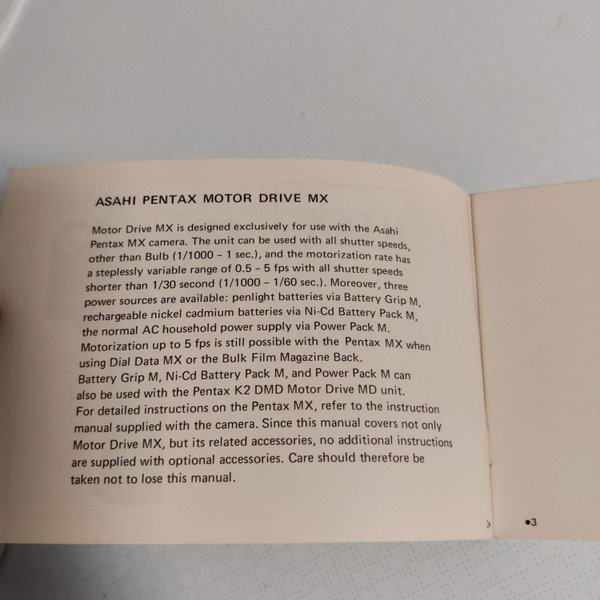 ASAHI PENTAX MOTOR DRIVE MX
Motor Drive MX is designed exclusively for use with the Asahi
Pentax MX camera. The unit can be used with all shutter speeds,
other than Bulb (1/1000 – 1 sec.), and the motorization rate has
a steplessly variable range of 0.5 – 5 fps with all shutter speeds
shorter than 1/30 second (1/1000 – 1/60 sec.). Moreover, three
power sources are available: penlight batteries via Battery Grip M,
rechargeable nickel cadmium batteries via Ni-Cd Battery Pack M,
the normal AC household power supply via Power Pack M.
Motorization up to 5 fps is still possible with the Pentax MX when
using Dial Data MX or the Bulk Film Magazine Back.
Battery Grip M, Ni-Cd Battery Pack M, and Power Pack M can
also be used with the Pentax K2 DMD Motor Drive MD unit.
For detailed instructions on the Pentax MX, refer to the instruction
manual supplied with the camera. Since this manual covers not only
Motor Drive MX, but its related accessories, no additional instructions
are supplied with optional accessories. Care should therefore be
taken not to lose this manual.
•3